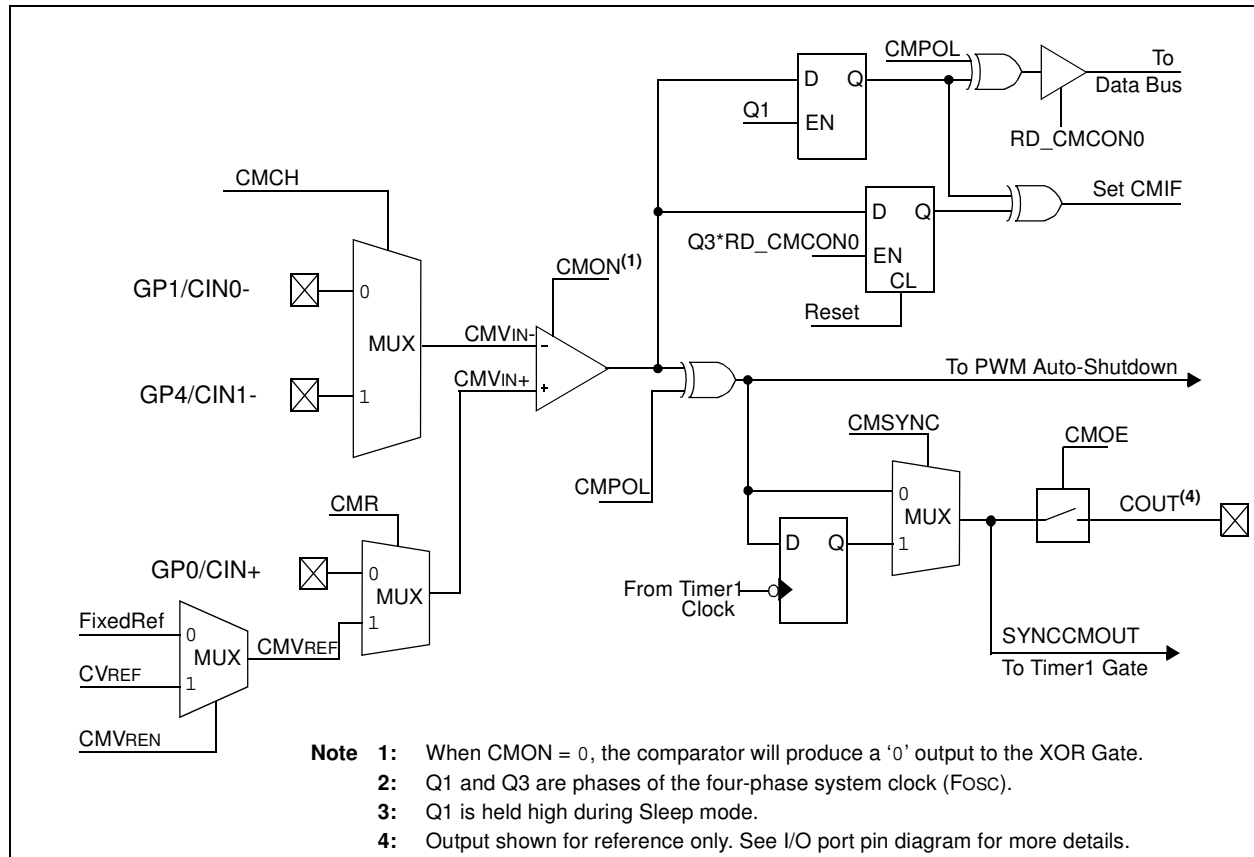 CMPOL
To
Data Bus
D Q
Q1
EN
RD_CMCON0
CMCH
Set CMIF
D Q
Q3*RD_CMCON0
EN
CL
Reset
CMON(1)
GP1/CIN0-
0
MUX
CMVIN-
-
GP4/CIN1-
1
CMVIN+
+
To PWM Auto-Shutdown
CMSYNC
CMOE
CMPOL
0
MUX
1
COUT(4)
CMR
D Q
GP0/CIN+
0
MUX
1
From Timer1
Clock
FixedRef
0
MUX
CMVREF
CVREF
1
SYNCCMOUT
To Timer1 Gate
CMVREN
Note 1: When CMON = 0, the comparator will produce a ‘0’ output to the XOR Gate.
2: Q1 and Q3 are phases of the four-phase system clock (FOSC).
3: Q1 is held high during Sleep mode.
4: Output shown for reference only. See I/O port pin diagram for more details.